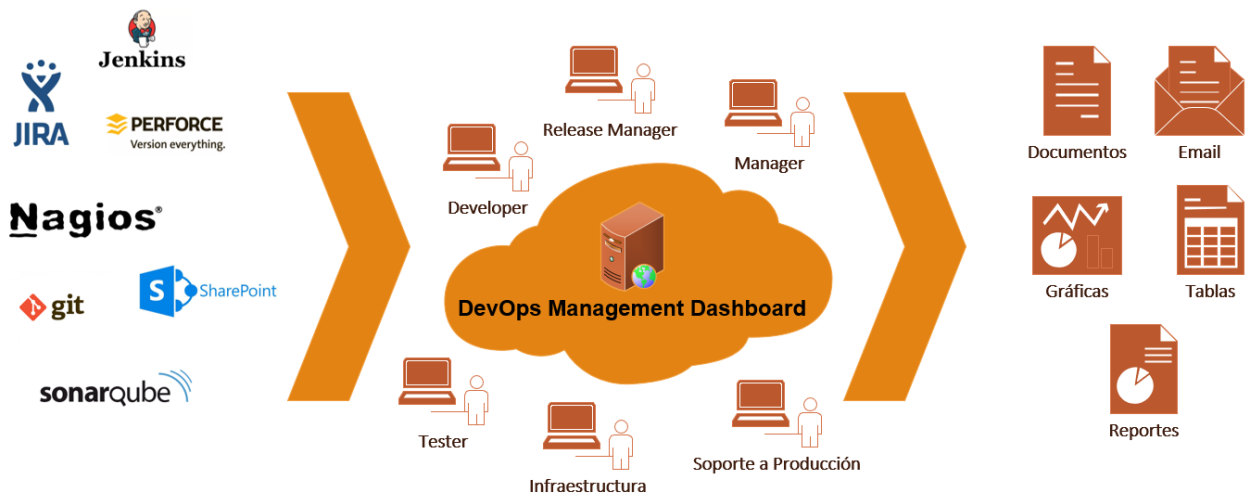 Jenkins
JIRA
PERFORCE
Version everything.
Nagios®
git
S
SharePoint
sonarqube
Release Manager
Manager
Developer
DevOps Management Dashboard
Tester
Infraestructura
Soporte a Producción
Documentos
Email
Gráficas
Tablas
Reportes